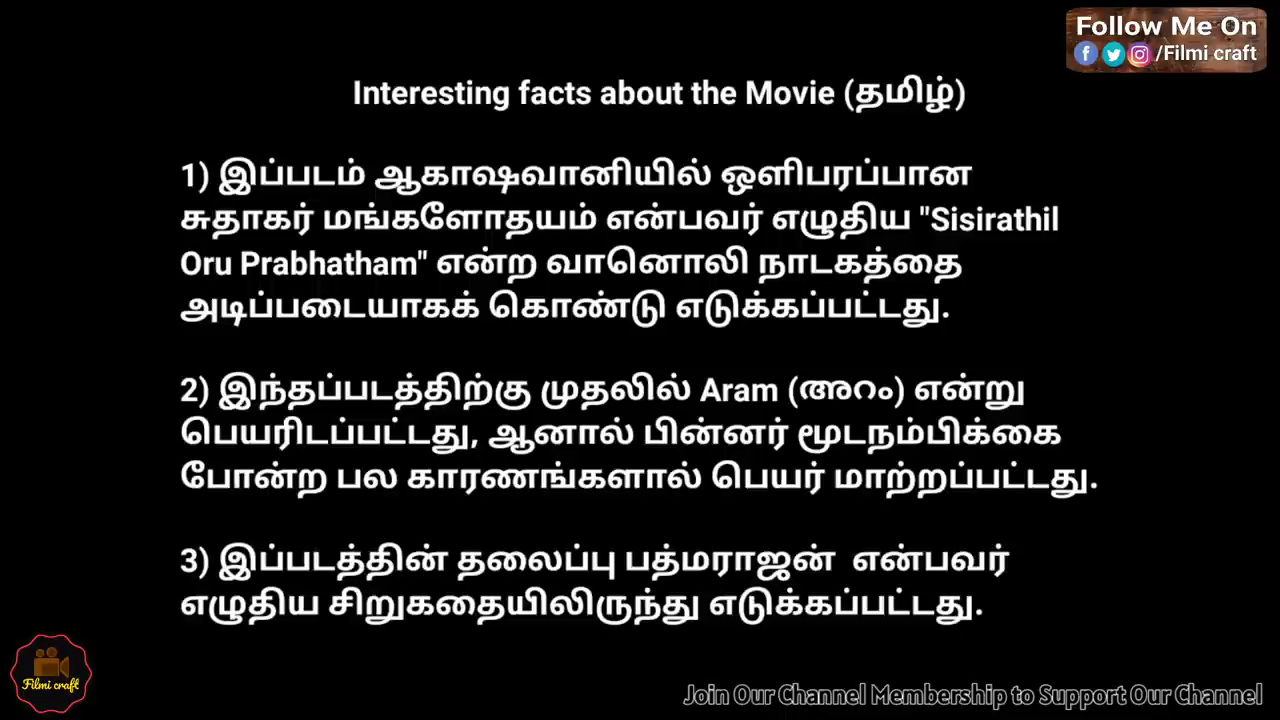 Follow Me On
/Filmi craft
Interesting facts about the Movie (தமிழ்)
1) இப்படம் ஆகாஷவானியில் ஒளிபரப்பான
சுதாகர் மங்களோதயம் என்பவர் எழுதிய "Sisirathil
Oru Prabhatham" என்ற வானொலி நாடகத்தை
அடிப்படையாகக் கொண்டு எடுக்கப்பட்டது.
2) இந்தப்படத்திற்கு முதலில் Aram (അറം) என்று
பெயரிடப்பட்டது, ஆனால் பின்னர் மூடநம்பிக்கை
போன்ற பல காரணங்களால் பெயர் மாற்றப்பட்டது.
3) இப்படத்தின் தலைப்பு பத்மராஜன் என்பவர்
எழுதிய சிறுகதையிலிருந்து எடுக்கப்பட்டது.
Filmi craft
Join Our Channel Membership to Support Our Channel